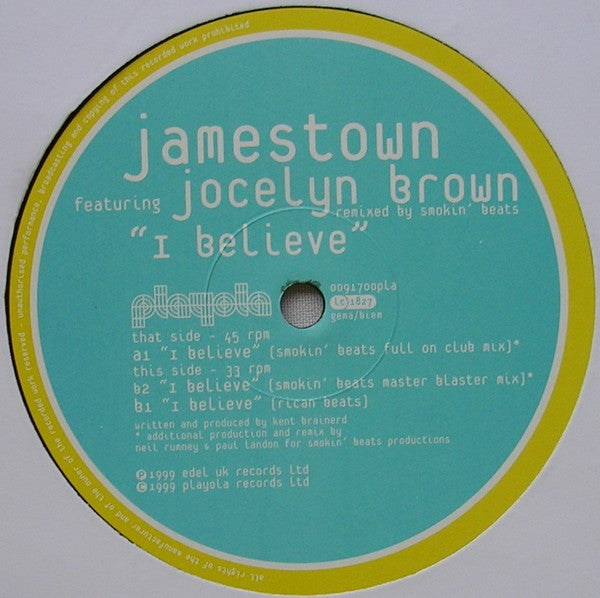 all rights of the manufacturer and of the owner of the recorded work reserved - unauthorised performance, broadcasting and copying of this recorded work prohibited
jamestown
featuring jocelyn brown
remixed by smokin' beats
"I believe"
playola
0091700pla
LC 1827
gema/biem
that side - 45 rpm
a1 "I believe" (smokin' beats full on club mix)*
this side - 33 rpm
b2 "I believe" (smokin' beats master blaster mix)*
b1 "I believe" (rican beats)
written and produced by kent brainerd
* additional production and remix by
neil rumney & paul landon for smokin' beats productions
℗ 1999 edel uk records ltd
© 1999 playola records ltd